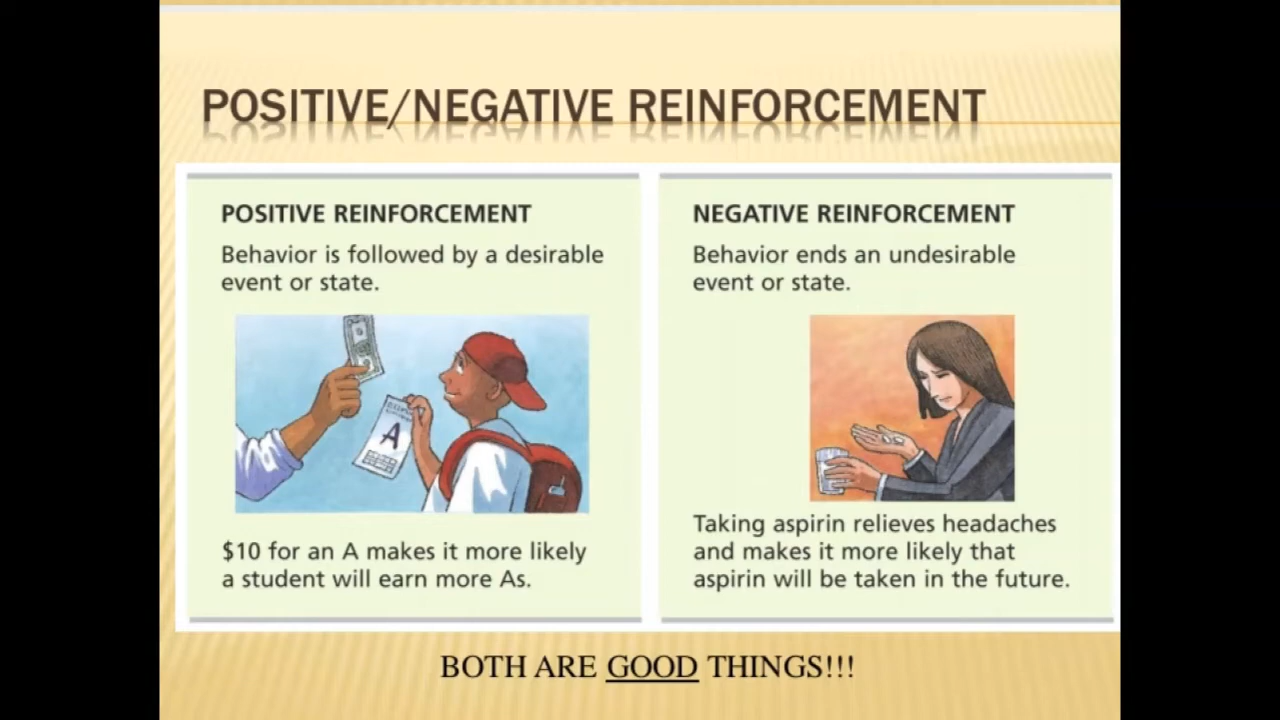 POSITIVE/NEGATIVE REINFORCEMENT
POSITIVE REINFORCEMENT
Behavior is followed by a desirable
event or state.
A
$10 for an A makes it more likely
a student will earn more As.
NEGATIVE REINFORCEMENT
Behavior ends an undesirable
event or state.
Taking aspirin relieves headaches
and makes it more likely that
aspirin will be taken in the future.
BOTH ARE GOOD THINGS!!!